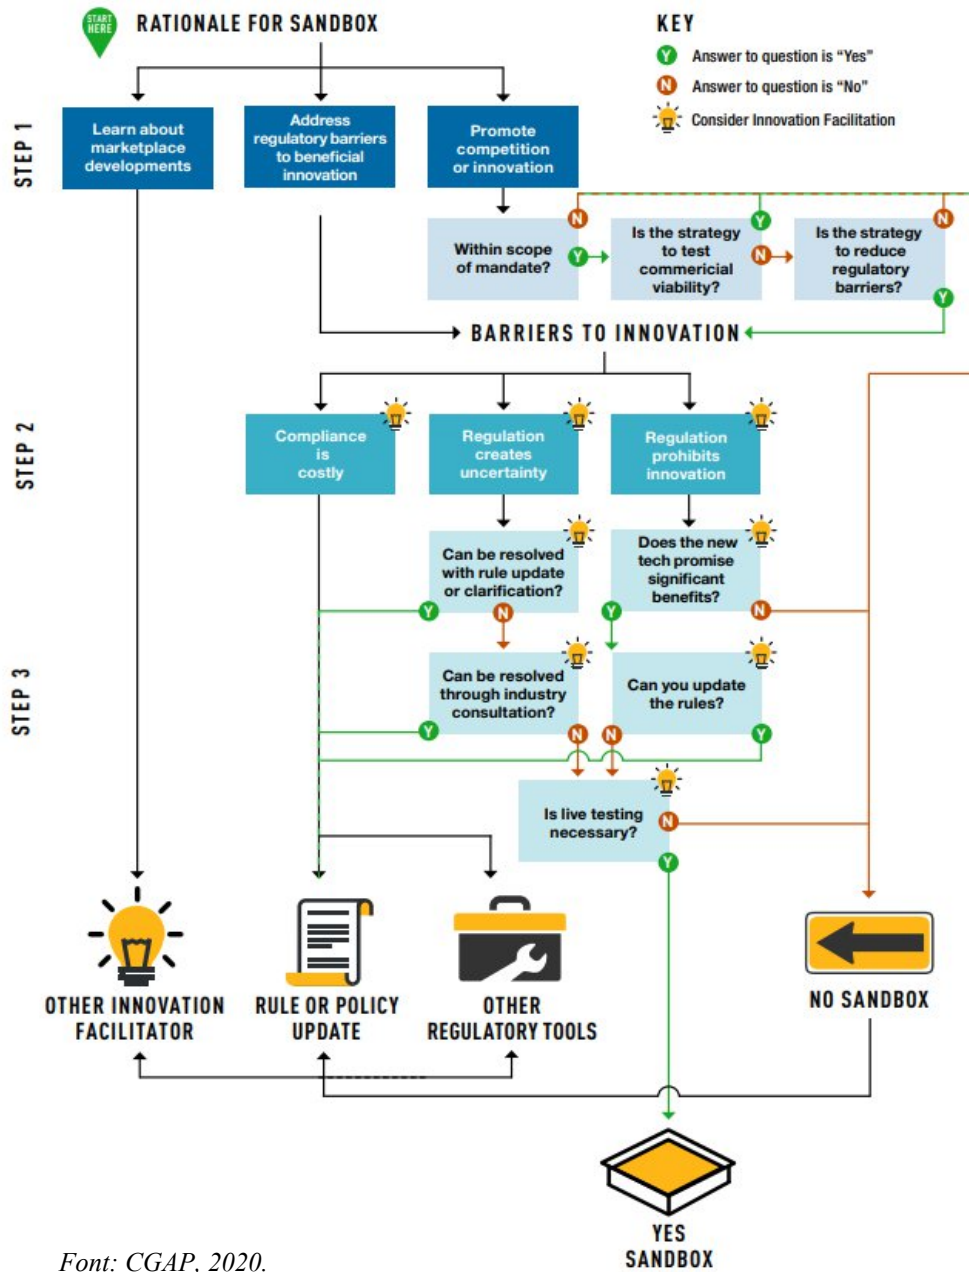 START
HERE
RATIONALE FOR SANDBOX
KEY
Y
Answer to question is “Yes”
N
Answer to question is “No”
Consider Innovation Facilitation
STEP 1
Learn about
marketplace
developments
Address
regulatory barriers
to beneficial
innovation
Promote
competition
or innovation
N
Y
N
Within scope
of mandate?
Y
Is the strategy
to test
commericial
viability?
N
Is the strategy
to reduce
regulatory
barriers?
Y
BARRIERS TO INNOVATION
STEP 2
Compliance
is
costly
Regulation
creates
uncertainty
Regulation
prohibits
innovation
STEP 3
Can be resolved
with rule update
or clarification?
Y
N
Does the new
tech promise
significant
benefits?
Y
N
Can be resolved
through industry
consultation?
Y
N
Can you update
the rules?
N
Y
Is live testing
necessary?
N
Y
OTHER INNOVATION
FACILITATOR
RULE OR POLICY
UPDATE
OTHER
REGULATORY TOOLS
NO SANDBOX
YES
SANDBOX
Font: CGAP, 2020.